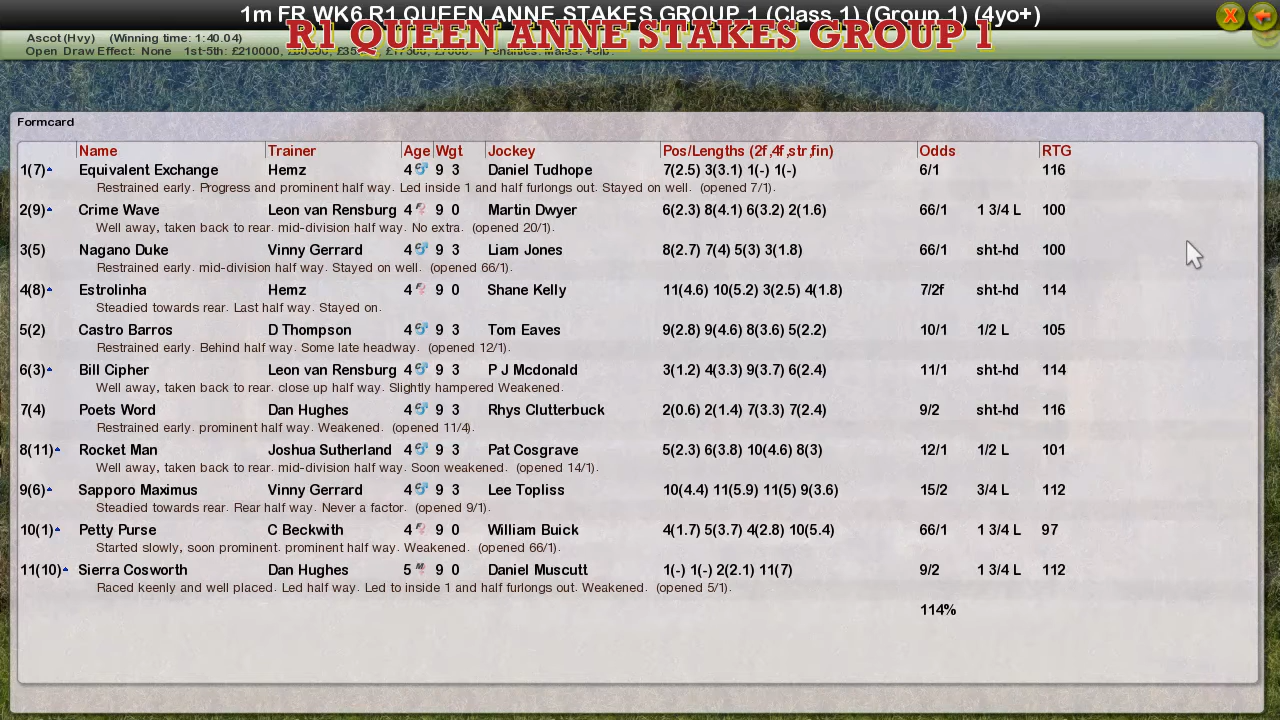 1m FR WK6 R1 QUEEN ANNE STAKES GROUP 1 (Class 1) (Group 1) (4yo+)
R1 QUEEN ANNE STAKES GROUP 1
Ascot(Hvy) (Winning time: 1:40.04)
Open Draw Effect: None 1st-5th: £210000,
Formcard
Name Trainer Age Wgt Jockey Pos/Lengths (2f,4f,str,fin) Odds RTG
1(7) Equivalent Exchange Hemz 4 9 3 Daniel Tudhope 7(2.5) 3(3.1) 1(-) 1(-) 6/1 116
Restrained early. Progress and prominent half way. Led inside 1 and half furlongs out. Stayed on well. (opened 7/1).
2(9) Crime Wave Leon van Rensburg 4 9 0 Martin Dwyer 6(2.3) 8(4.1) 6(3.2) 2(1.6) 66/1 1 3/4 L 100
Well away, taken back to rear. mid-division half way. No extra. (opened 20/1).
3(5) Nagano Duke Vinny Gerrard 4 9 3 Liam Jones 8(2.7) 7(4) 5(3) 3(1.8) 66/1 sht-hd 100
Restrained early. mid-division half way. Stayed on well. (opened 66/1).
4(8) Estrolinha Hemz 4 9 0 Shane Kelly 11(4.6) 10(5.2) 3(2.5) 4(1.8) 7/2f sht-hd 114
Steadied towards rear. Last half way. Stayed on.
5(2) Castro Barros D Thompson 4 9 3 Tom Eaves 9(2.8) 9(4.6) 8(3.6) 5(2.2) 10/1 1/2 L 105
Restrained early. Behind half way. Some late headway. (opened 12/1).
6(3) Bill Cipher Leon van Rensburg 4 9 3 P J Mcdonald 3(1.2) 4(3.3) 9(3.7) 6(2.4) 11/1 sht-hd 114
Well away, taken back to rear. close up half way. Slightly hampered Weakened.
7(4) Poets Word Dan Hughes 4 9 3 Rhys Clutterbuck 2(0.6) 2(1.4) 7(3.3) 7(2.4) 9/2 sht-hd 116
Restrained early. prominent half way. Weakened. (opened 11/4).
8(11) Rocket Man Joshua Sutherland 4 9 3 Pat Cosgrave 5(2.3) 6(3.8) 10(4.6) 8(3) 12/1 1/2 L 101
Well away, taken back to rear. mid-division half way. Soon weakened. (opened 14/1).
9(6) Sapporo Maximus Vinny Gerrard 4 9 3 Lee Topliss 10(4.4) 11(5.9) 11(5) 9(3.6) 15/2 3/4 L 112
Steadied towards rear. Rear half way. Never a factor. (opened 9/1).
10(1) Petty Purse C Beckwith 4 9 0 William Buick 4(1.7) 5(3.7) 4(2.8) 10(5.4) 66/1 1 3/4 L 97
Started slowly, soon prominent. prominent half way. Weakened. (opened 66/1).
11(10) Sierra Cosworth Dan Hughes 5 9 0 Daniel Muscutt 1(-) 1(-) 2(2.1) 11(7) 9/2 1 3/4 L 112
Raced keenly and well placed. Led half way. Led to inside 1 and half furlongs out. Weakened. (opened 5/1).
114%